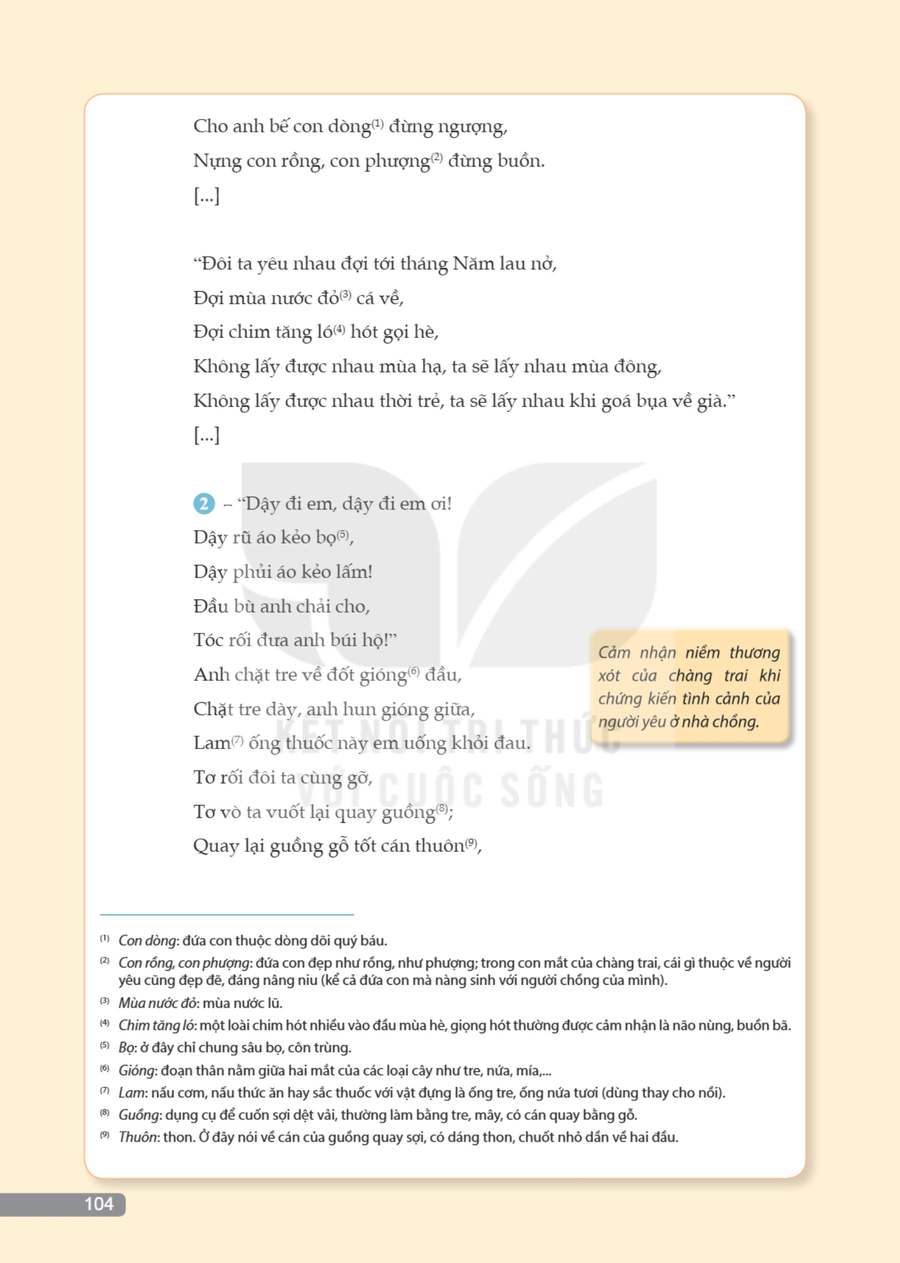 Cho anh bế con dòng⁽¹⁾ đừng ngượng,
Nựng con rồng, con phượng⁽²⁾ đừng buồn.
[...]
“Đôi ta yêu nhau đợi tới tháng Năm lau nở,
Đợi mùa nước đỏ⁽³⁾ cá về,
Đợi chim tăng ló⁽⁴⁾ hót gọi hè,
Không lấy được nhau mùa hạ, ta sẽ lấy nhau mùa đông,
Không lấy được nhau thời trẻ, ta sẽ lấy nhau khi goá bụa về già.”
[...]
2 – “Dậy đi em, dậy đi em ơi!
Dậy rũ áo kẻo bọ⁽⁵⁾,
Dậy phủi áo kẻo lấm!
Đầu bù anh chải cho,
Tóc rối đưa anh búi hộ!”
Anh chặt tre về đốt gióng⁽⁶⁾ đầu,
Chặt tre dày, anh hun gióng giữa,
Lam⁽⁷⁾ ống thuốc này em uống khỏi đau.
Tơ rối đôi ta cùng gỡ,
Tơ vò ta vuốt lại quay guồng⁽⁸⁾;
Quay lại guồng gỗ tốt cán thuôn⁽⁹⁾,
Cảm nhận niềm thương
xót của chàng trai khi
chứng kiến tình cảnh của
người yêu ở nhà chồng.
KẾT NỐI TRI THỨC
VỚI CUỘC SỐNG
⁽¹⁾ Con dòng: đứa con thuộc dòng dõi quý báu.
⁽²⁾ Con rồng, con phượng: đứa con đẹp như rồng, như phượng; trong con mắt của chàng trai, cái gì thuộc về người
yêu cũng đẹp đẽ, đáng nâng niu (kể cả đứa con mà nàng sinh với người chồng của mình).
⁽³⁾ Mùa nước đỏ: mùa nước lũ.
⁽⁴⁾ Chim tăng ló: một loài chim hót nhiều vào đầu mùa hè, giọng hót thường được cảm nhận là não nùng, buồn bã.
⁽⁵⁾ Bọ: ở đây chỉ chung sâu bọ, côn trùng.
⁽⁶⁾ Gióng: đoạn thân nằm giữa hai mắt của các loại cây như tre, nứa, mía,...
⁽⁷⁾ Lam: nấu cơm, nấu thức ăn hay sắc thuốc với vật đựng là ống tre, ống nứa tươi (dùng thay cho nồi).
⁽⁸⁾ Guồng: dụng cụ để cuốn sợi dệt vải, thường làm bằng tre, mây, có cán quay bằng gỗ.
⁽⁹⁾ Thuôn: thon. Ở đây nói về cán của guồng quay sợi, có dáng thon, chuốt nhỏ dần về hai đầu.
104